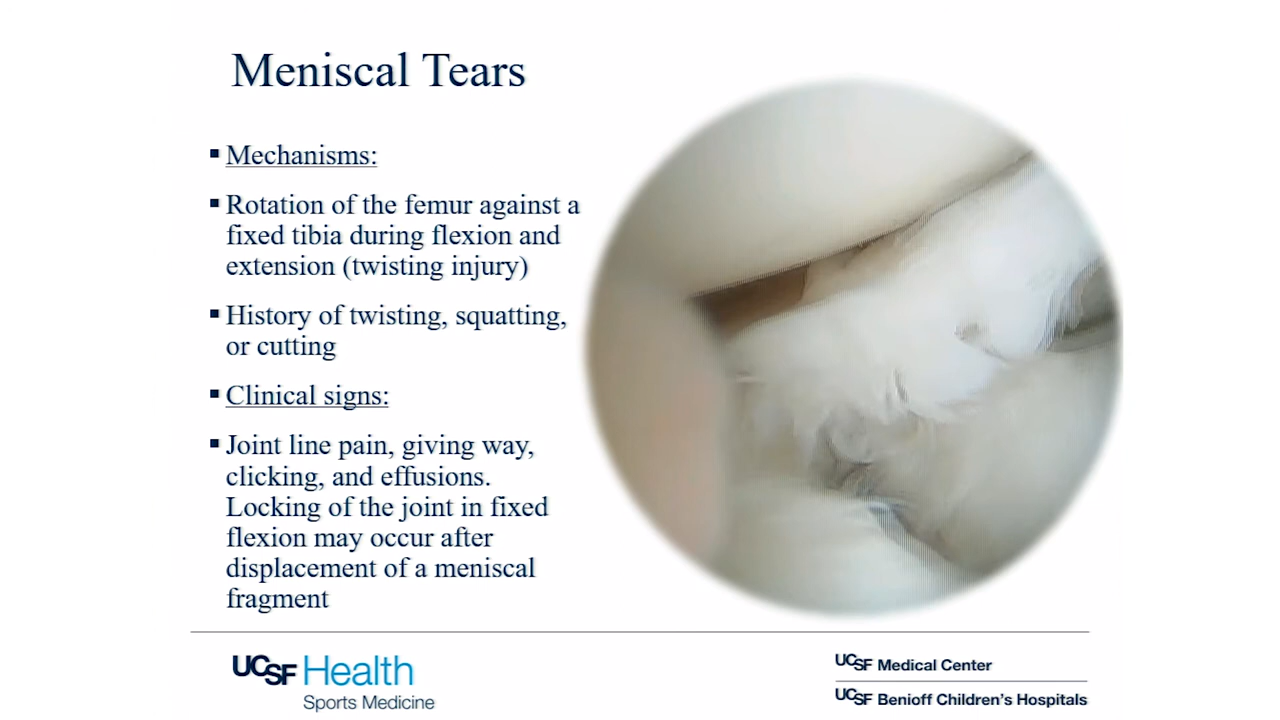 Meniscal Tears
▪ Mechanisms:
▪ Rotation of the femur against a
fixed tibia during flexion and
extension (twisting injury)
▪ History of twisting, squatting,
or cutting
▪ Clinical signs:
▪ Joint line pain, giving way,
clicking, and effusions.
Locking of the joint in fixed
flexion may occur after
displacement of a meniscal
fragment
UCSF Health
Sports Medicine
UCSF Medical Center
UCSF Benioff Children's Hospitals